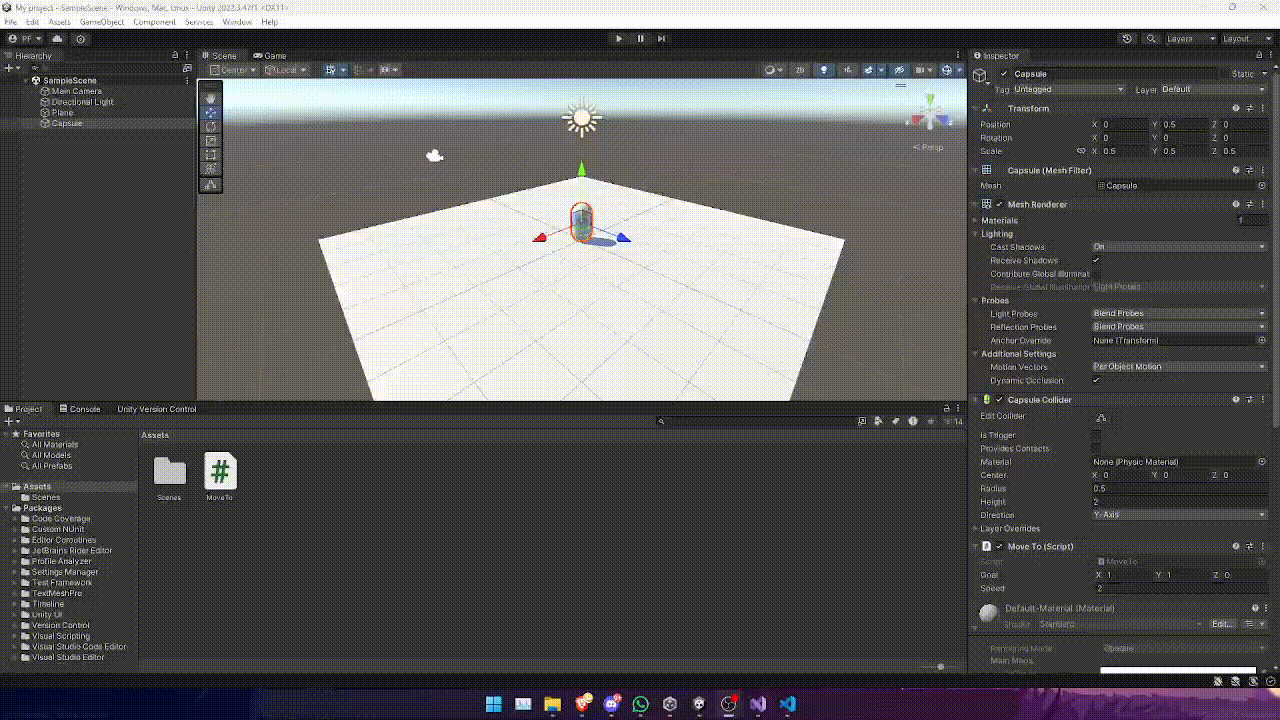 My project - SampleScene - Windows, Mac, Linux - Unity 2022.3.47f1 <DX11>
File Edit Assets GameObject Component Services Window Help
PF Layers Layout
Hierarchy Scene Game Inspector
SampleScene
Main Camera
Directional Light
Plane
Capsule
Center Local 2D
Persp
Capsule Static
Tag Untagged Layer Default
Transform
Position X 0 Y 0.5 Z 0
Rotation X 0 Y 0 Z 0
Scale X 0.5 Y 0.5 Z 0.5
Capsule (Mesh Filter)
Mesh Capsule
Mesh Renderer
Materials 1
Lighting
Cast Shadows On
Receive Shadows
Contribute Global Illuminat
Receive Global Illumination Light Probes
Probes
Light Probes Blend Probes
Reflection Probes Blend Probes
Anchor Override None (Transform)
Additional Settings
Motion Vectors Per Object Motion
Dynamic Occlusion
Capsule Collider
Edit Collider
Is Trigger
Provides Contacts
Material None (Physic Material)
Center X 0 Y 0 Z 0
Radius 0.5
Height 2
Direction Y-Axis
Layer Overrides
Move To (Script)
Script MoveTo
Goal X 1 Y 1 Z 0
Speed 2
Default-Material (Material)
Shader Standard Edit...
Rendering Mode Opaque
Main Maps
Project Console Unity Version Control
14
Favorites
All Materials
All Models
All Prefabs
Assets
Scenes
Packages
Code Coverage
Custom NUnit
Editor Coroutines
JetBrains Rider Editor
Profile Analyzer
Settings Manager
Test Framework
TextMeshPro
Timeline
Unity UI
Version Control
Visual Scripting
Visual Studio Code Editor
Visual Studio Editor
Assets
Scenes MoveTo